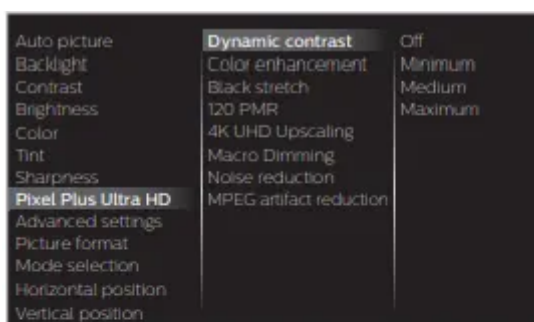 Auto picture
Backlight
Contrast
Brightness
Color
Tint
Sharpness
Pixel Plus Ultra HD
Advanced settings
Picture format
Mode selection
Horizontal position
Vertical position
Dynamic contrast
Color enhancement
Black stretch
120 PMR
4K UHD Upscaling
Macro Dimming
Noise reduction
MPEG artifact reduction
Off
Minimum
Medium
Maximum